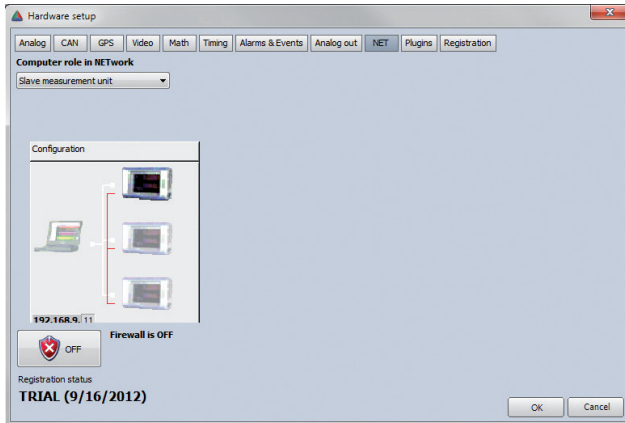 Hardware setup
Analog CAN GPS Video Math Timing Alarms & Events Analog out NET Plugins Registration
Computer role in NETwork
Slave measurement unit
Configuration
192.168.9. 11
Firewall is OFF
OFF
Registration status
TRIAL (9/16/2012)
OK Cancel